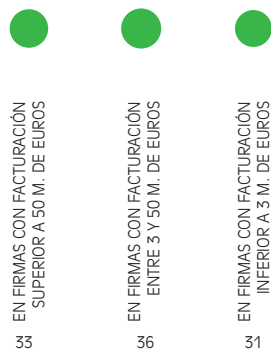 EN FIRMAS CON FACTURACIÓN
SUPERIOR A 50 M. DE EUROS
33
EN FIRMAS CON FACTURACIÓN
ENTRE 3 Y 50 M. DE EUROS
36
EN FIRMAS CON FACTURACIÓN
INFERIOR A 3 M. DE EUROS
31